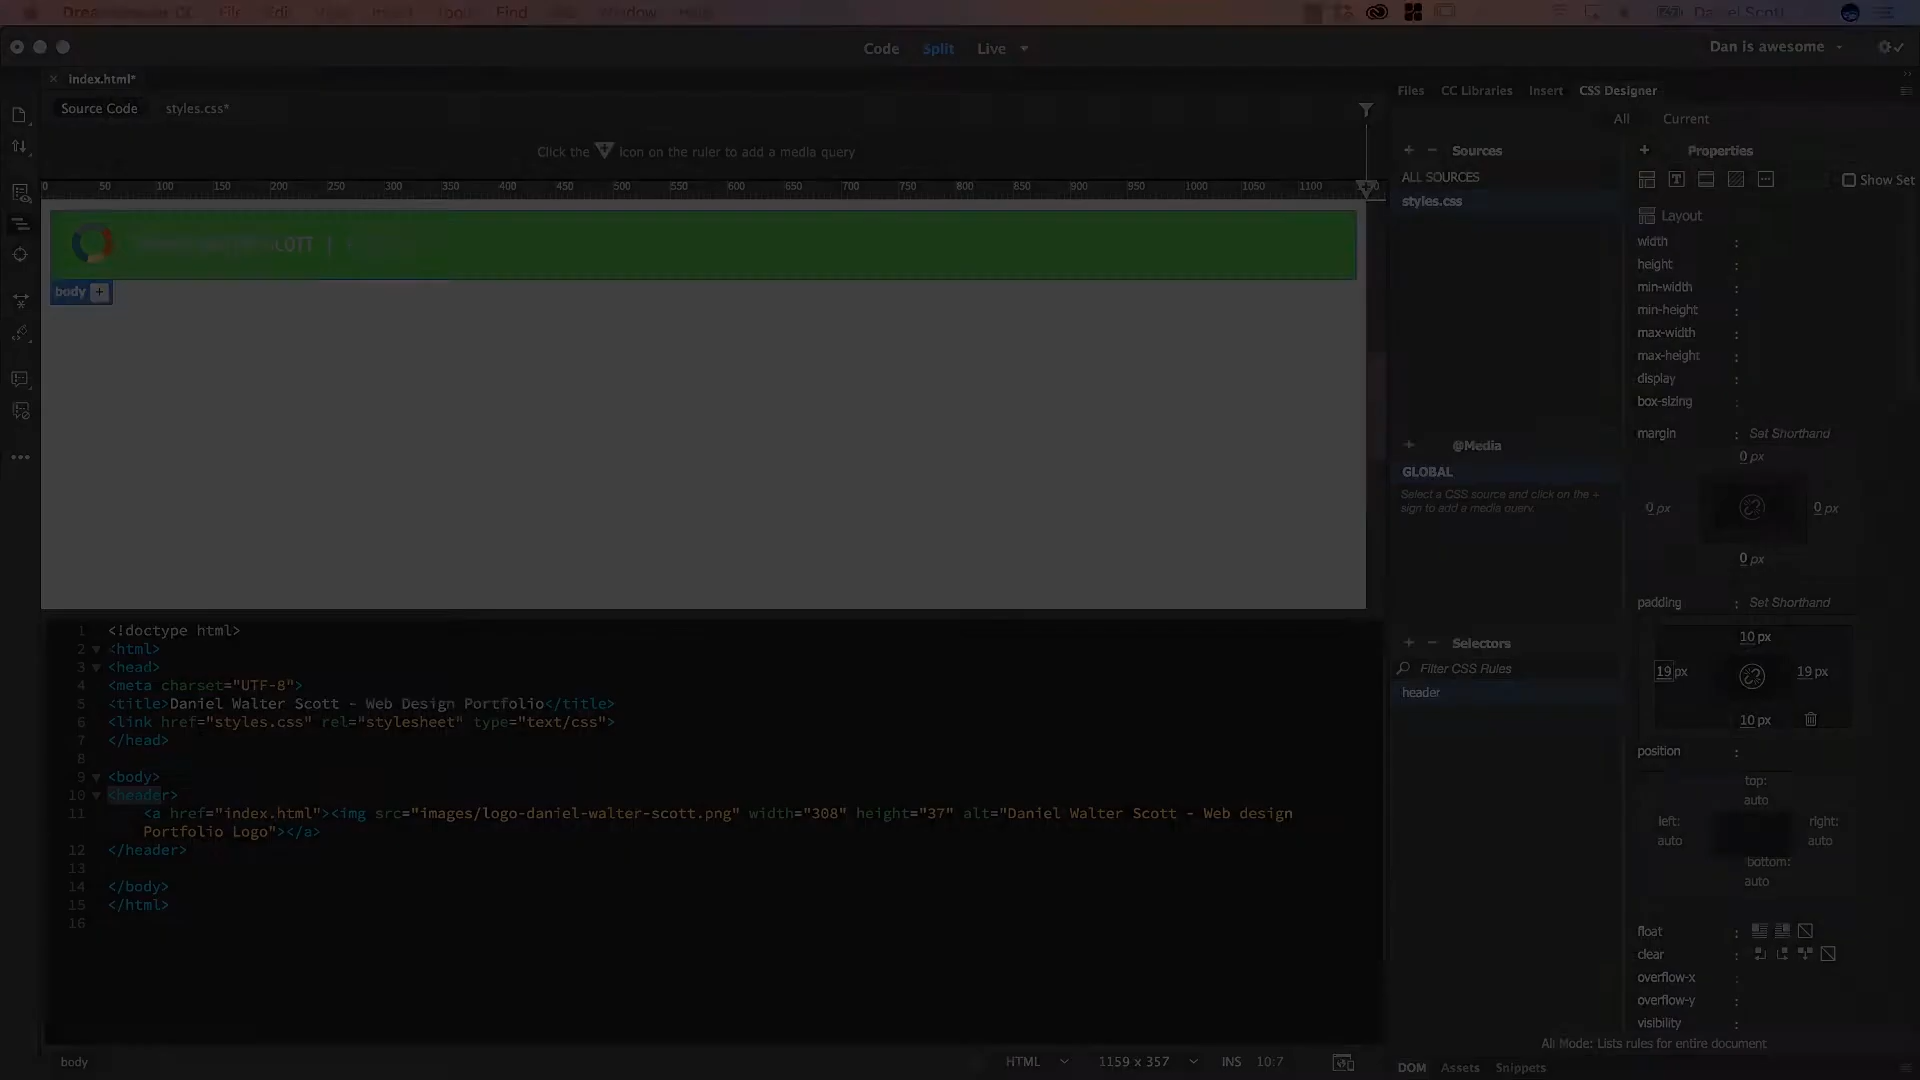 Dreamweaver CC File Edit View Insert Tools Find Window Help Daniel Scott
Code Split Live Dan is awesome
Index.html*
Source Code styles.css*
Click the icon on the ruler to add a media query
0 50 100 150 200 250 300 350 400 450 500 550 600 650 700 750 800 850 900 950 1000 1050 1100
SCOTT |
body +
1 <!doctype html>
2 <html>
3 <head>
4 <meta charset="UTF-8">
5 <title>Daniel Walter Scott - Web Design Portfolio</title>
6 <link href="styles.css" rel="stylesheet" type="text/css">
7 </head>
8
9 <body>
10 <header>
11 <a href="index.html"><img src="images/logo-daniel-walter-scott.png" width="308" height="37" alt="Daniel Walter Scott - Web design
Portfolio Logo"></a>
12 </header>
13
14 </body>
15 </html>
16
body HTML 1159 x 357 INS 10:7
Files CC Libraries Insert CSS Designer
All Current
+ - Sources
ALL SOURCES
styles.css
+ @Media
GLOBAL
Select a CSS source and click on the +
sign to add a media query.
+ - Selectors
Filter CSS Rules
header
+ Properties
Show Set
Layout
width :
height :
min-width :
min-height :
max-width :
max-height :
display :
box-sizing :
margin : Set Shorthand
0 px
0 px 0 px
0 px
padding : Set Shorthand
10 px
19 px 19 px
10 px
position :
top:
auto
left: right:
auto auto
bottom:
auto
float :
clear :
overflow-x :
overflow-y :
visibility :
All Mode: Lists rules for entire document
DOM Assets Snippets